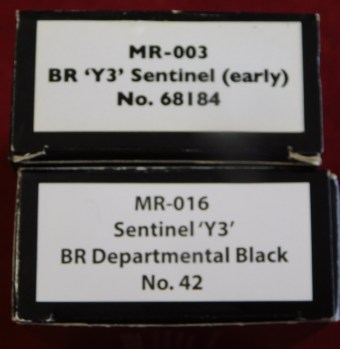 MR-003
BR ‘Y3’ Sentinel (early)
No. 68184
MR-016
Sentinel ‘Y3’
BR Departmental Black
No. 42